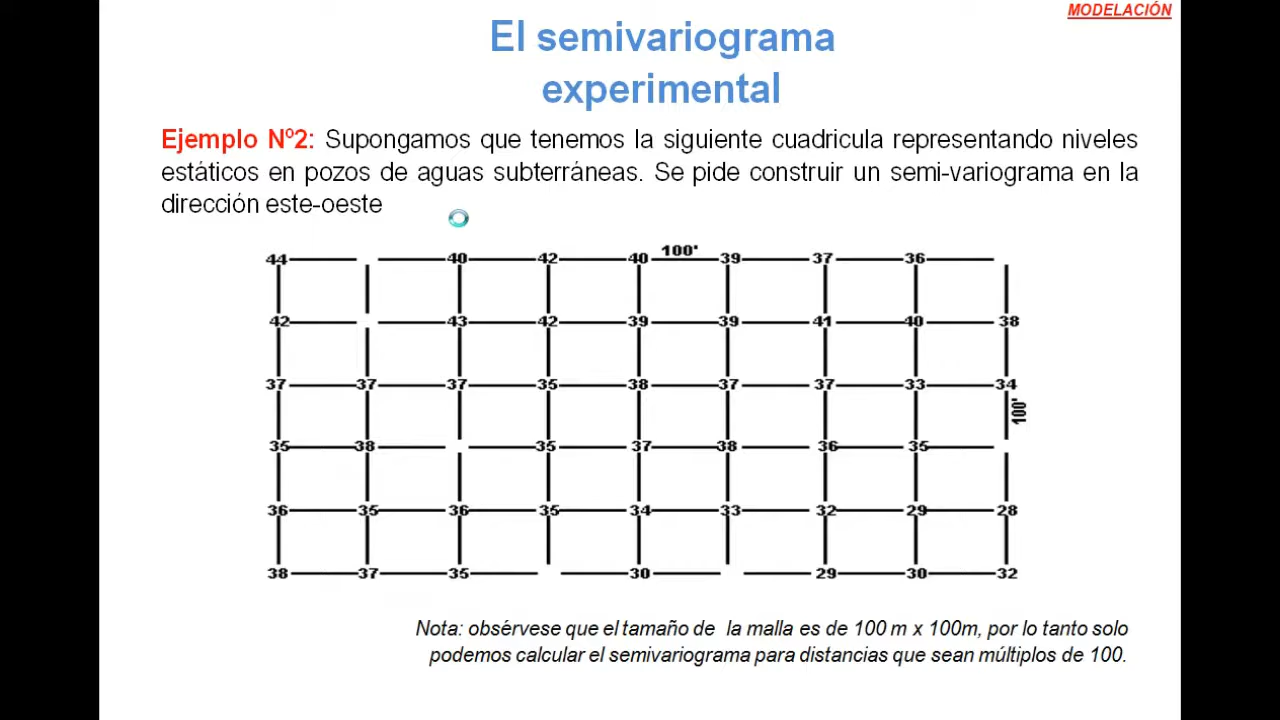 MODELACIÓN
El semivariograma
experimental
Ejemplo Nº2: Supongamos que tenemos la siguiente cuadricula representando niveles
estáticos en pozos de aguas subterráneas. Se pide construir un semi-variograma en la
dirección este-oeste
100'
44 40 42 40 39 37 36
42 43 42 39 39 41 40 38
37 37 37 35 38 37 37 33 34
100'
35 38 35 37 38 36 35
36 35 36 35 34 33 32 29 28
38 37 35 30 29 30 32
Nota: obsérvese que el tamaño de la malla es de 100 m x 100m, por lo tanto solo
podemos calcular el semivariograma para distancias que sean múltiplos de 100.